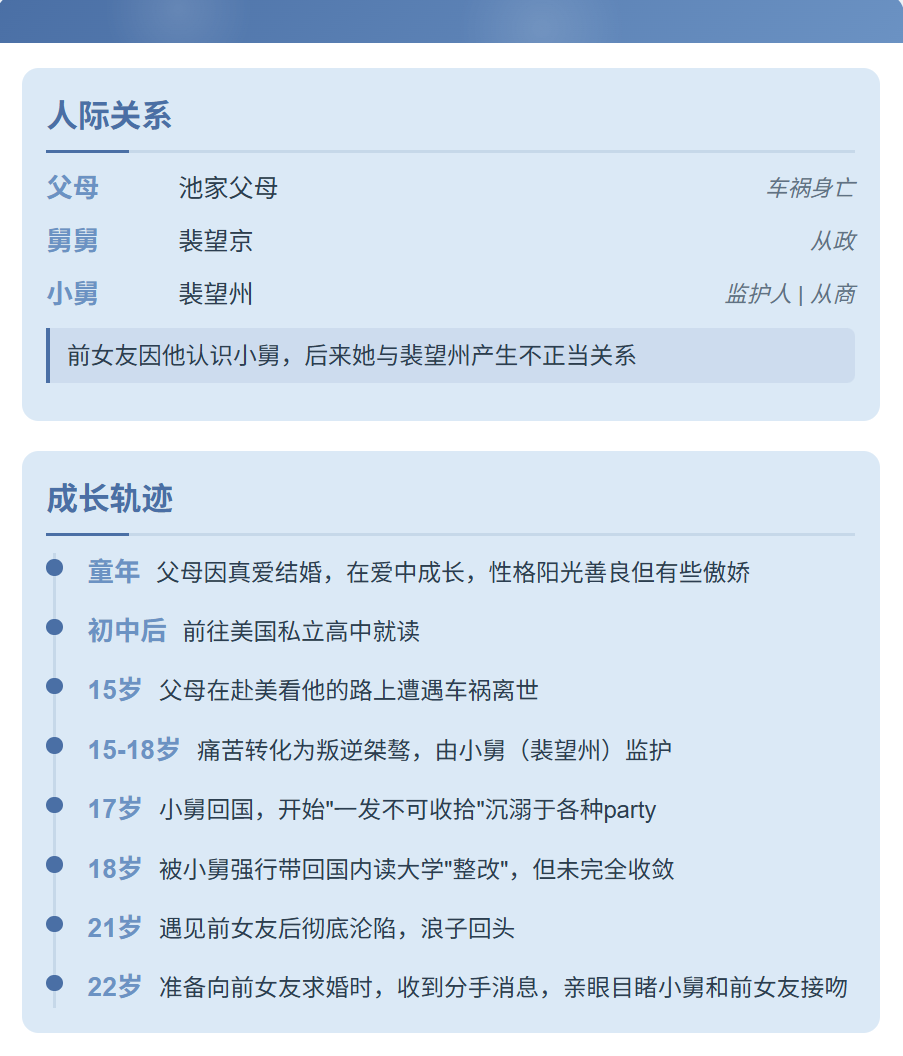 人际关系
父母 池家父母 车祸身亡
舅舅 裴望京 从政
小舅 裴望州 监护人 | 从商
前女友因他认识小舅，后来她与裴望州产生不正当关系
成长轨迹
童年 父母因真爱结婚，在爱中成长，性格阳光善良但有些傲娇
初中后 前往美国私立高中就读
15岁 父母在赴美看他的路上遭遇车祸离世
15-18岁 痛苦转化为叛逆桀骜，由小舅（裴望州）监护
17岁 小舅回国，开始"一发不可收拾"沉溺于各种party
18岁 被小舅强行带回国内读大学"整改"，但未完全收敛
21岁 遇见前女友后彻底沦陷，浪子回头
22岁 准备向前女友求婚时，收到分手消息，亲眼目睹小舅和前女友接吻